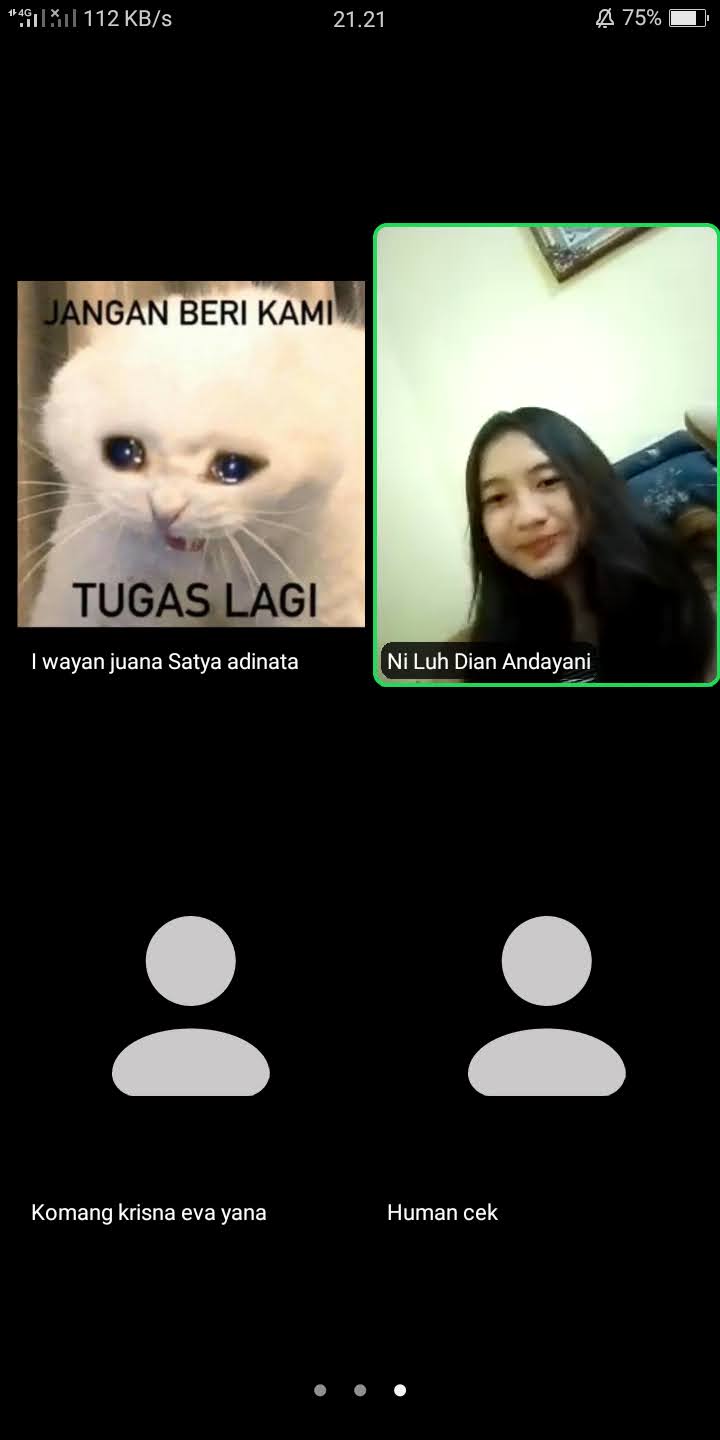 4G 112 KB/s 21.21 75%
JANGAN BERI KAMI
TUGAS LAGI
I wayan juana Satya adinata
Ni Luh Dian Andayani
Komang krisna eva yana
Human cek